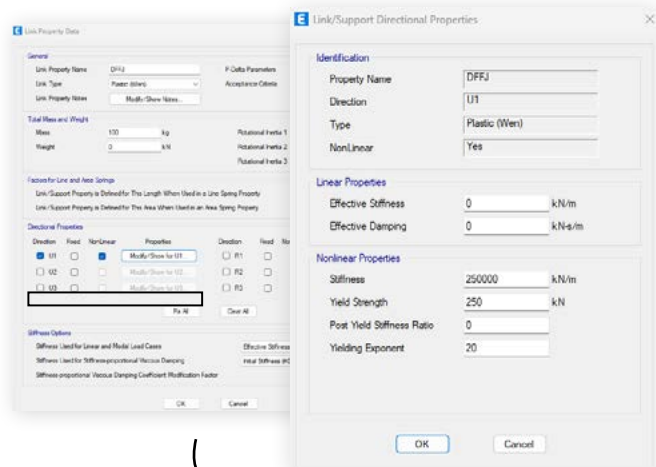 Link Property Data
General
Link Property Name DFFJ P-Delta Parameters
Link Type Plastic (Wen) Acceptance Criteria
Link Property Notes Modify/Show Notes...
Total Mass and Weight
Mass 100 kg Rotational Inertia 1
Weight 0 kN Rotational Inertia 2
Rotational Inertia 3
Factors for Line and Area Springs
Link/Support Property is Defined for This Length When Used in a Line Spring Property
Link/Support Property is Defined for This Area When Used in an Area Spring Property
Directional Properties
Direction Fixed NonLinear Properties Direction Fixed
U1 Modify/Show for U1... R1
U2 Modify/Show for U2... R2
U3 Modify/Show for U3... R3
Fix All Clear All
Stiffness Options
Stiffness Used for Linear and Modal Load Cases Effective Stiffness
Stiffness Used for Stiffness-proportional Viscous Damping Initial Stiffness
Stiffness-proportional Viscous Damping Coefficient Modification Factor
OK Cancel
Link/Support Directional Properties
Identification
Property Name DFFJ
Direction U1
Type Plastic (Wen)
NonLinear Yes
Linear Properties
Effective Stiffness 0 kN/m
Effective Damping 0 kN-s/m
Nonlinear Properties
Stiffness 250000 kN/m
Yield Strength 250 kN
Post Yield Stiffness Ratio 0
Yielding Exponent 20
OK Cancel